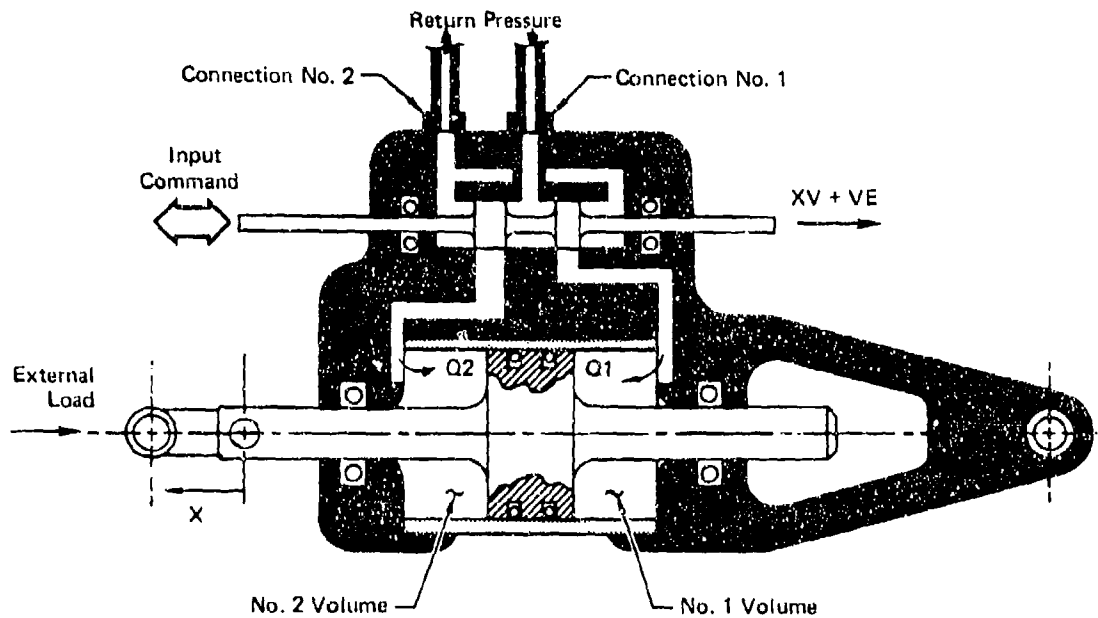 Return Pressure
Connection No. 2
Connection No. 1
Input
Command
XV + VE
Q2
Q1
External
Load
X
No. 2 Volume
No. 1 Volume